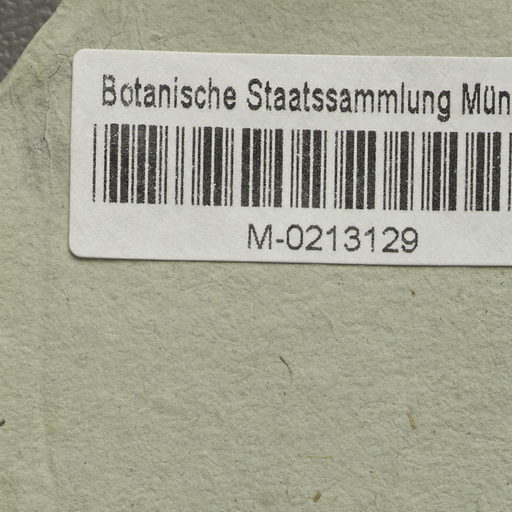 Botanische Staatssammlung Mün
M-0213129